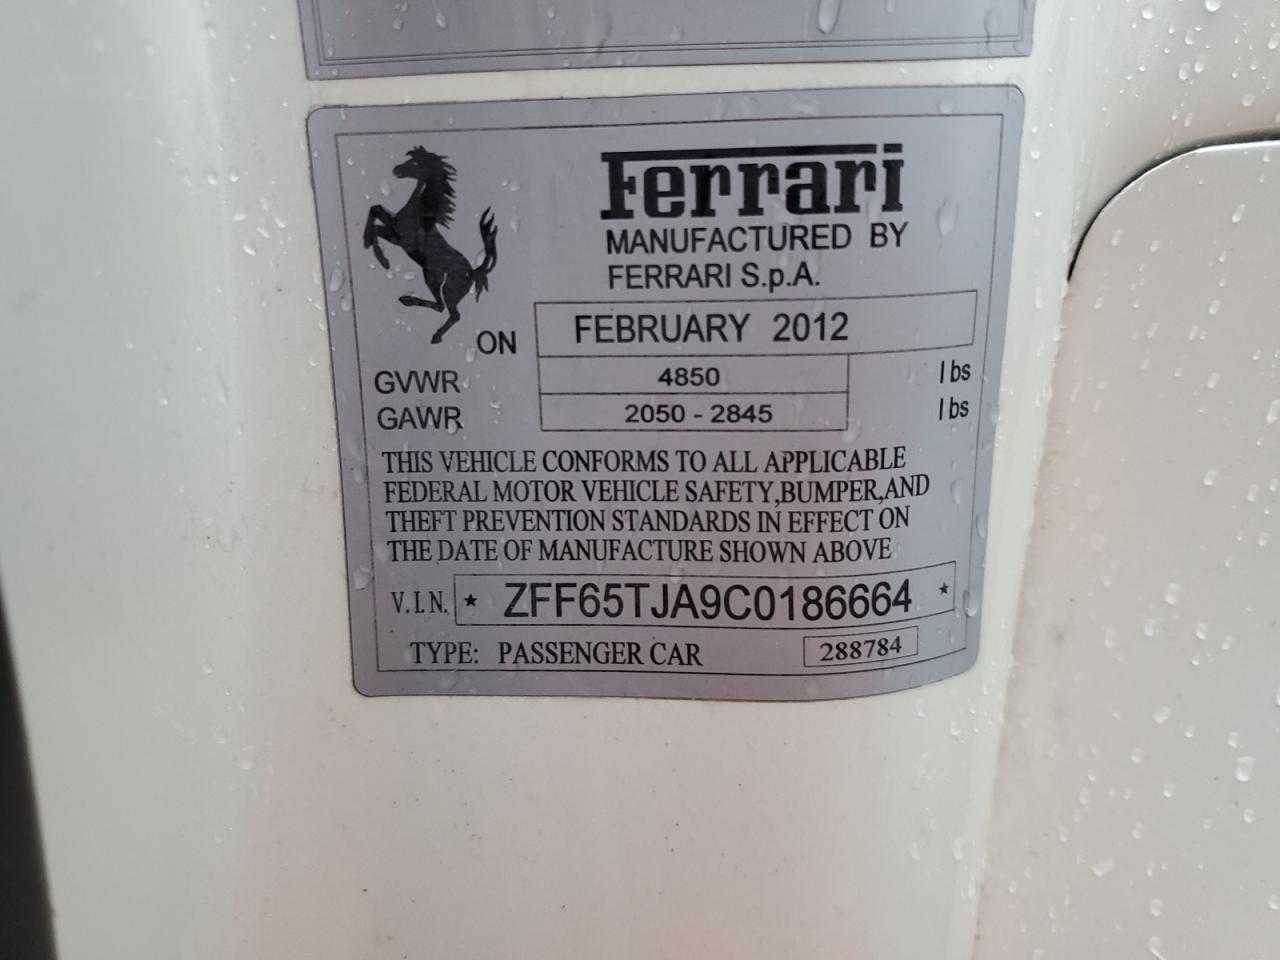 Ferrari
MANUFACTURED BY
FERRARI S.p.A.
ON FEBRUARY 2012
GVWR 4850 lbs
GAWR 2050 - 2845 lbs
THIS VEHICLE CONFORMS TO ALL APPLICABLE
FEDERAL MOTOR VEHICLE SAFETY,BUMPER,AND
THEFT PREVENTION STANDARDS IN EFFECT ON
THE DATE OF MANUFACTURE SHOWN ABOVE
V.I.N. * ZFF65TJA9C0186664 *
TYPE: PASSENGER CAR 288784